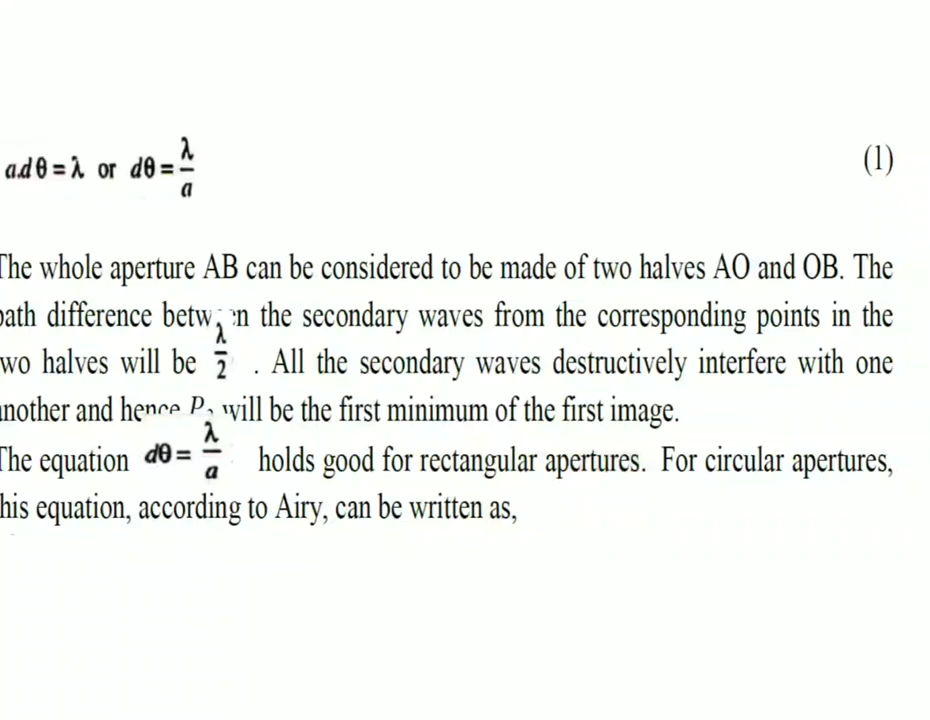 a.dθ = λ or dθ = λ/a (1)
The whole aperture AB can be considered to be made of two halves AO and OB. The
path difference between the secondary waves from the corresponding points in the
two halves will be λ/2 . All the secondary waves destructively interfere with one
another and hence will be the first minimum of the first image.
The equation dθ = λ/a holds good for rectangular apertures. For circular apertures,
this equation, according to Airy, can be written as,